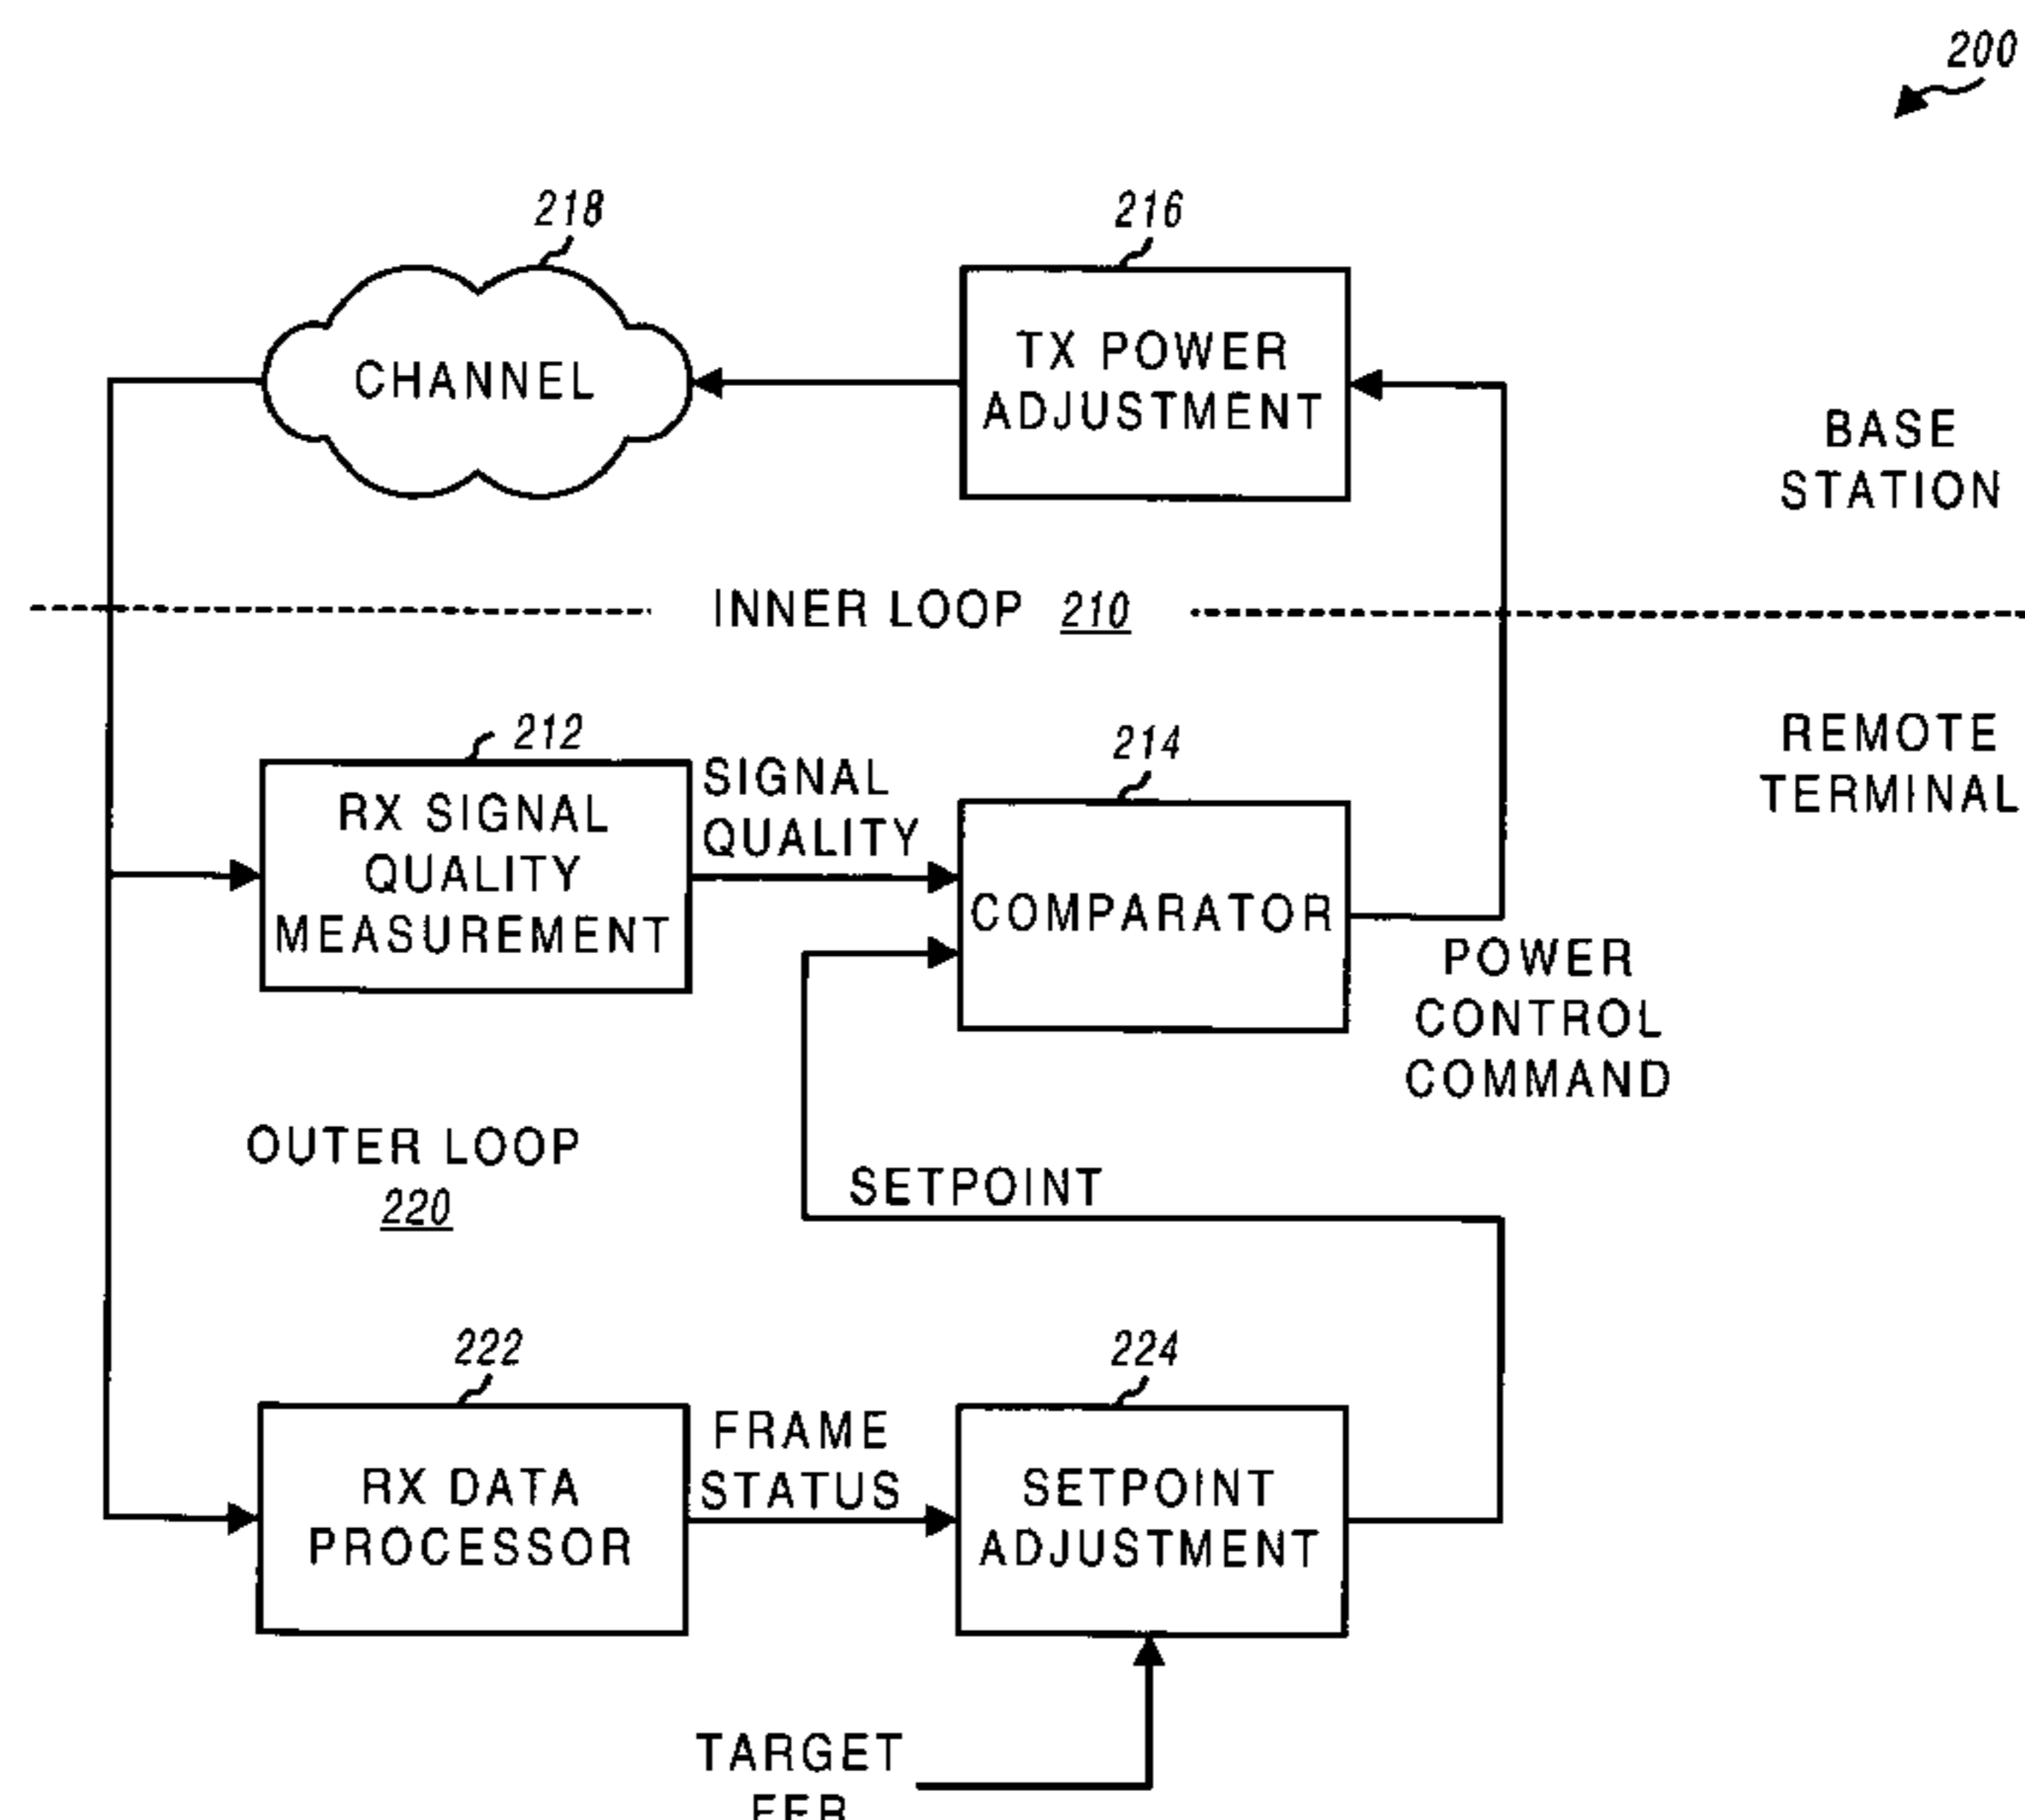 200
218
216
CHANNEL
TX POWER
ADJUSTMENT
BASE
STATION
INNER LOOP 210
REMOTE
TERMINAL
212
214
RX SIGNAL
QUALITY
MEASUREMENT
SIGNAL
QUALITY
COMPARATOR
POWER
CONTROL
COMMAND
OUTER LOOP
220
SETPOINT
222
224
RX DATA
PROCESSOR
FRAME
STATUS
SETPOINT
ADJUSTMENT
TARGET